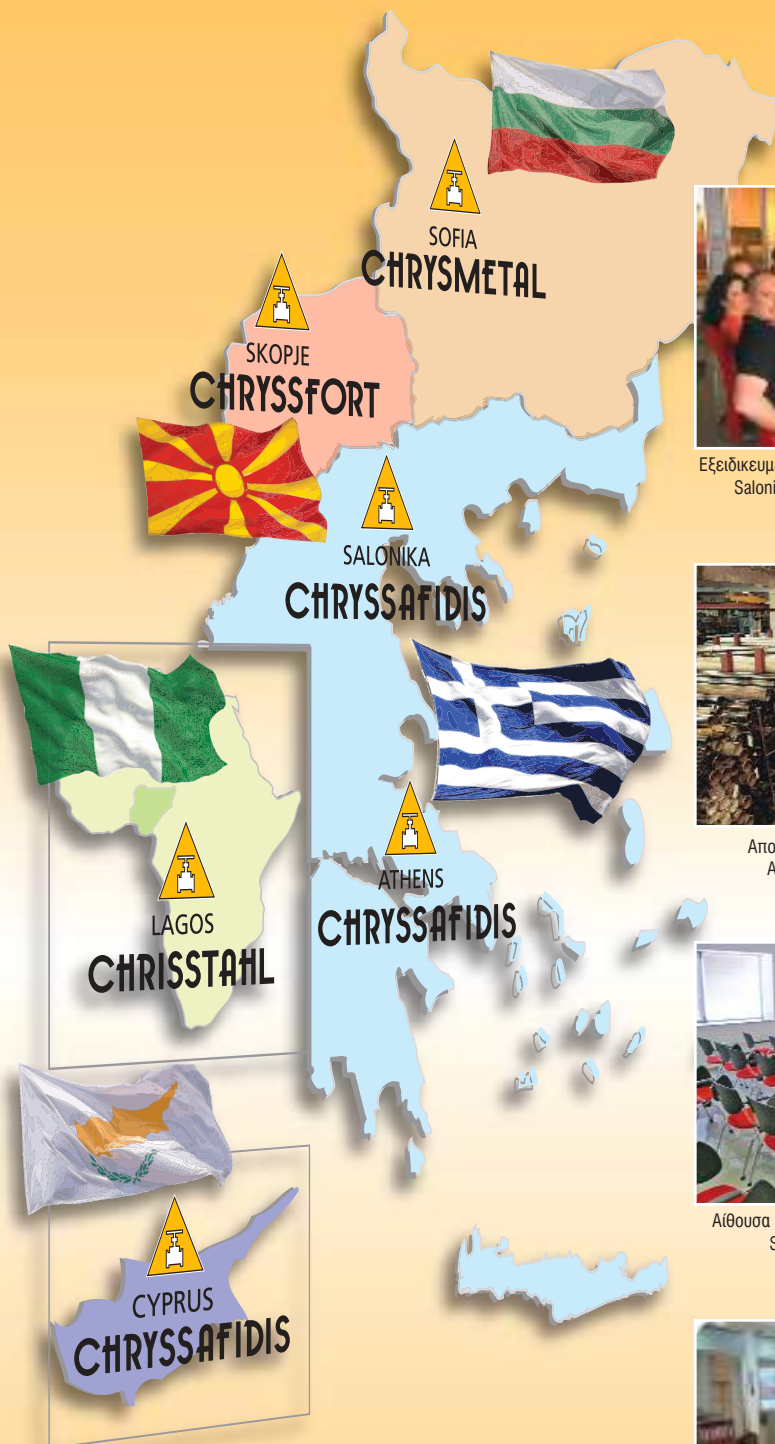 SOFIA
CHRYSMETAL
SKOPJE
CHRYSSFORT
SALONIKA
CHRYSSAFIDIS
LAGOS
CHRISSTAHL
ATHENS
CHRYSSAFIDIS
CYPRUS
CHRYSSAFIDIS
Αίθουσα